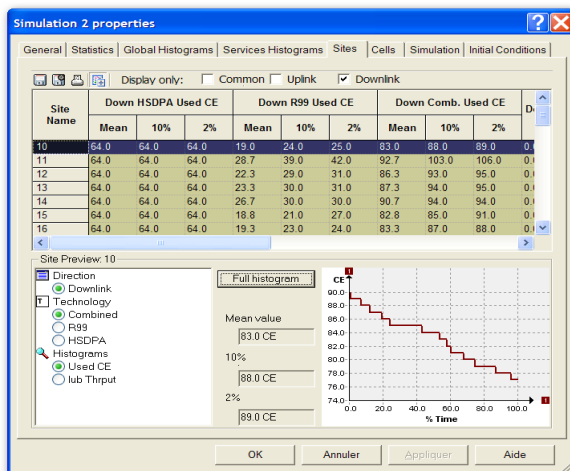 Simulation 2 properties
General Statistics Global Histograms Services Histograms Sites Cells Simulation Initial Conditions
Display only: Common Uplink Downlink
Site Name Down HSDPA Used CE Down R99 Used CE Down Comb. Used CE
Mean 10% 2% Mean 10% 2% Mean 10% 2%
10 64.0 64.0 64.0 19.0 24.0 25.0 83.0 88.0 89.0
11 64.0 64.0 64.0 28.7 39.0 42.0 92.7 103.0 106.0
12 64.0 64.0 64.0 22.3 29.0 31.0 86.3 93.0 95.0
13 64.0 64.0 64.0 23.3 30.0 31.0 87.3 94.0 95.0
14 64.0 64.0 64.0 26.7 30.0 30.0 90.7 94.0 94.0
15 64.0 64.0 64.0 18.8 21.0 27.0 82.8 85.0 91.0
16 64.0 64.0 64.0 19.3 23.0 24.0 83.3 87.0 88.0
Site Preview: 10
Direction
Downlink
T Technology
Combined
R99
HSDPA
Histograms
Used CE
Iub Thrput
Full histogram
Mean value
83.0 CE
10%
88.0 CE
2%
89.0 CE
CE 1
90.0
88.0
86.0
84.0
82.0
80.0
78.0
76.0
74.0
0.0 20.0 40.0 60.0 80.0 100.0 1
% Time
OK Annuler Appliquer Aide